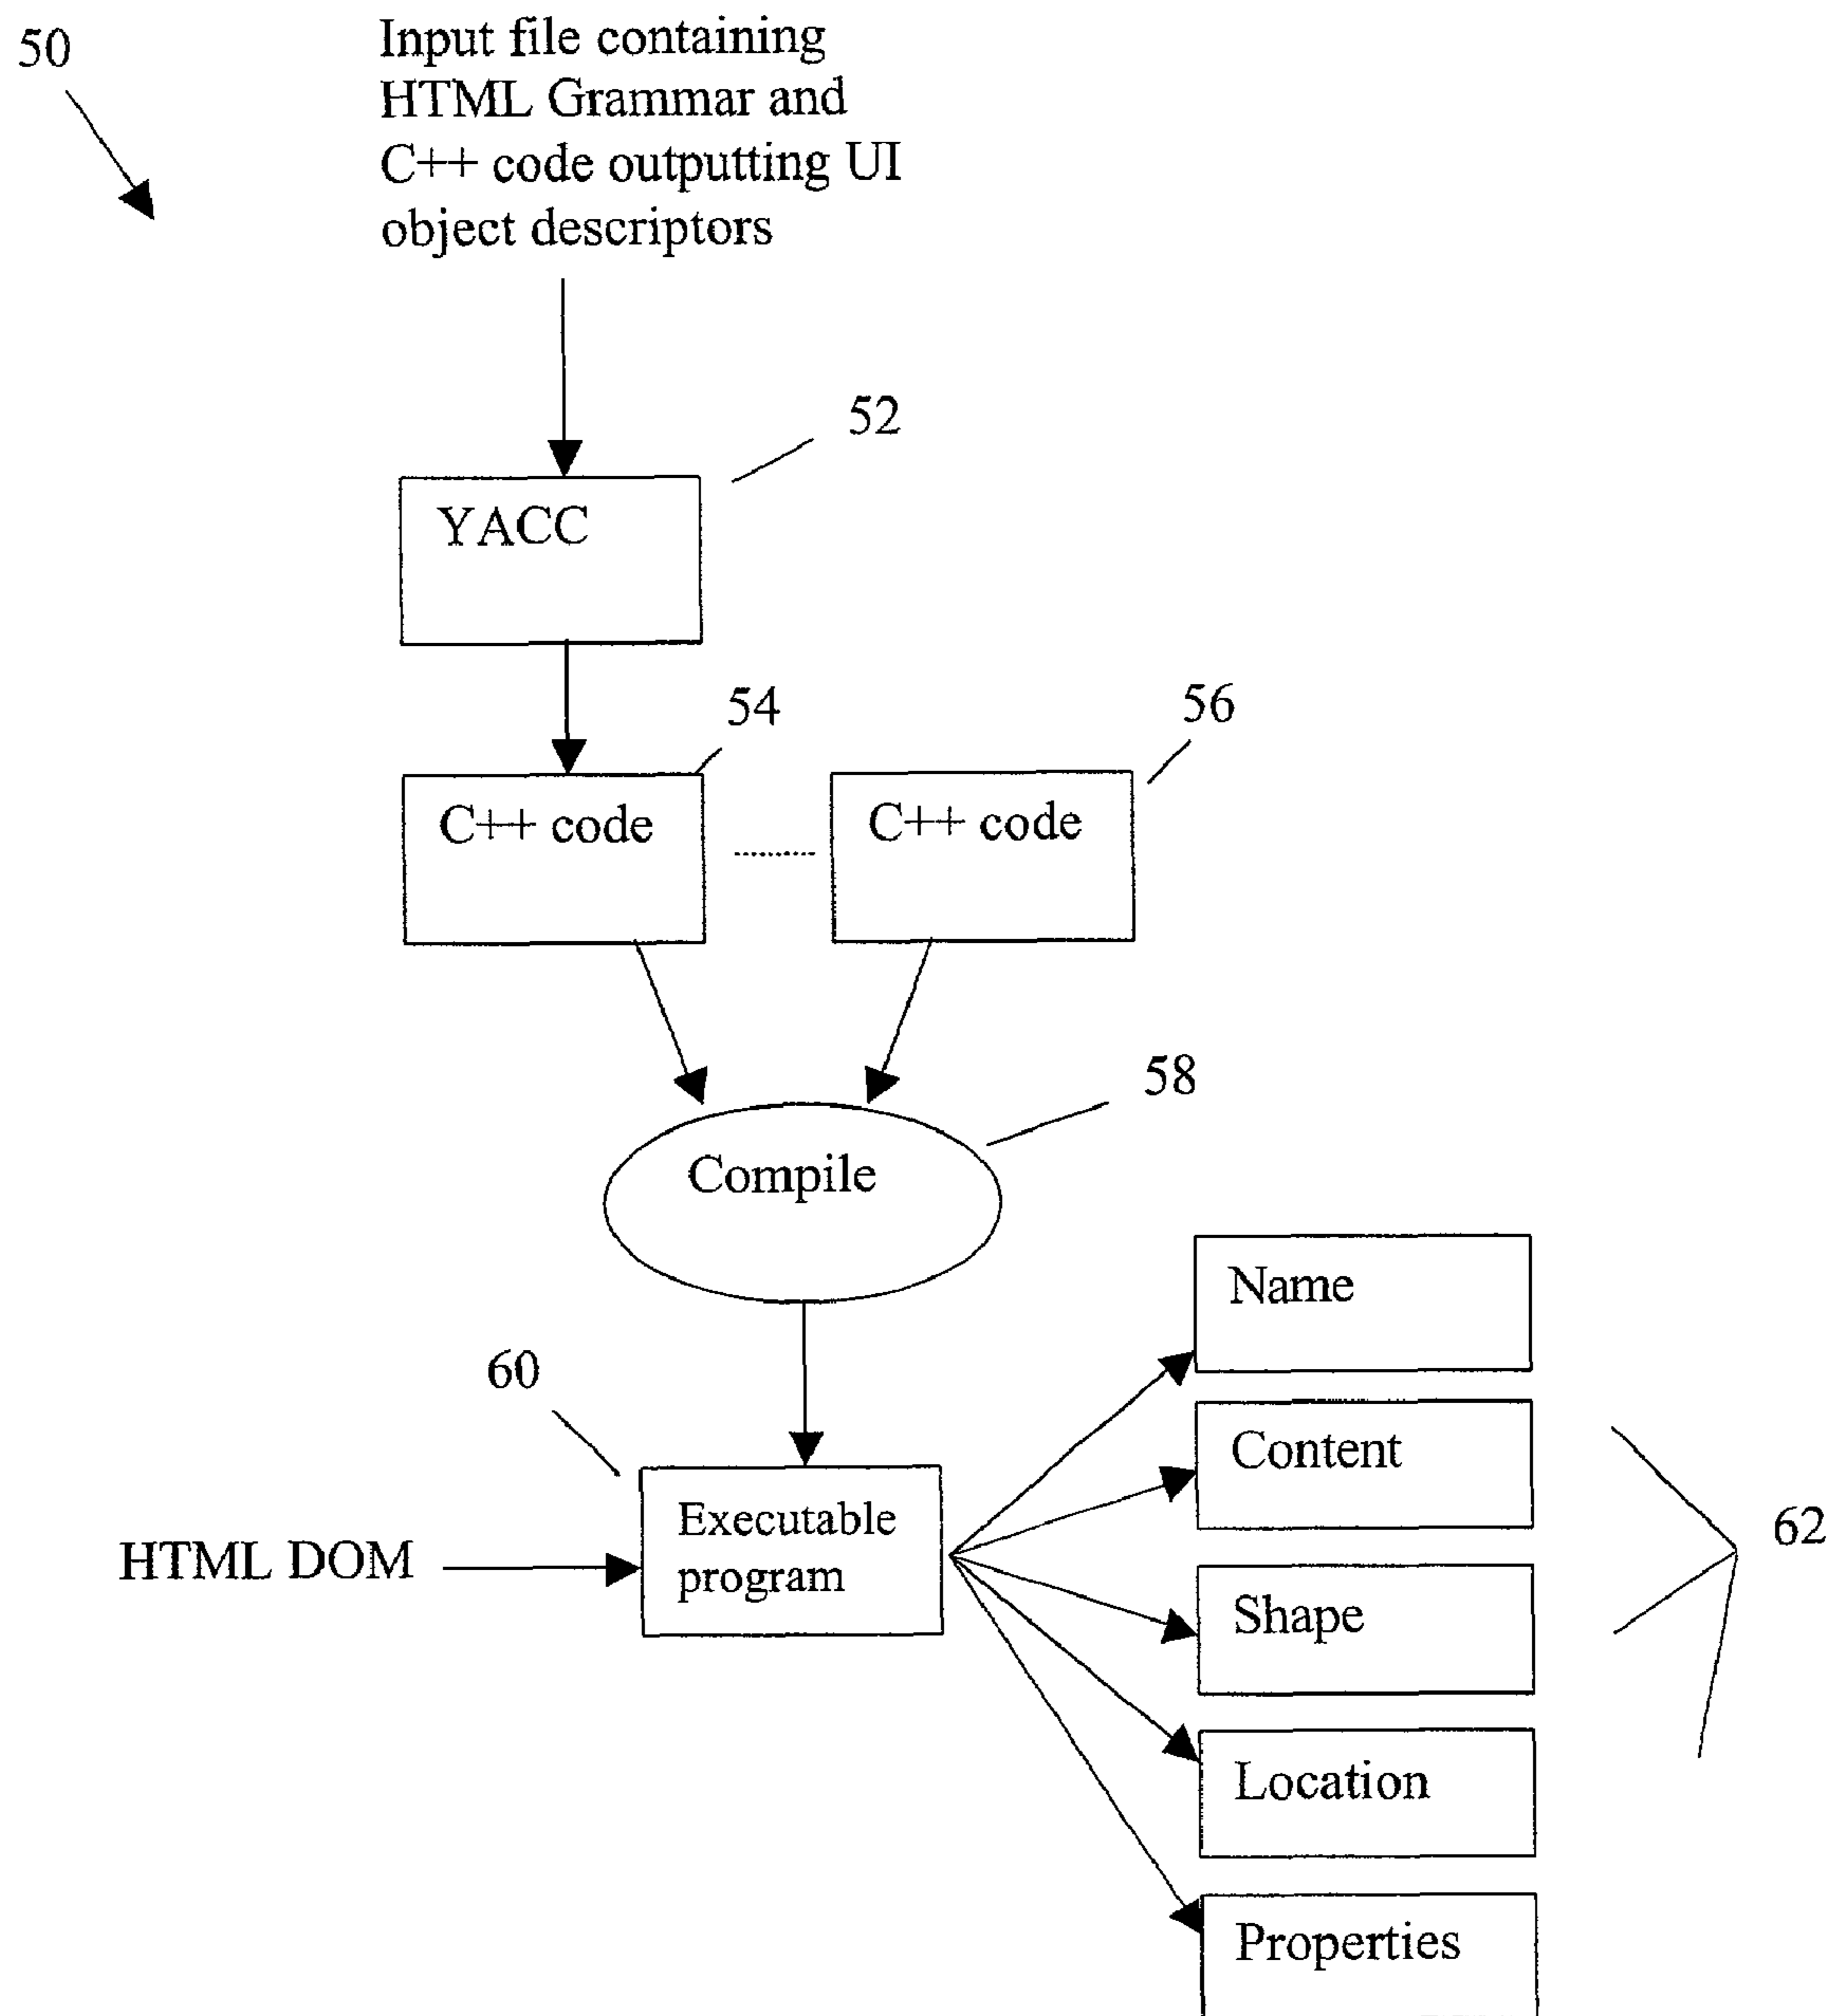 50
Input file containing
HTML Grammar and
C++ code outputting UI
object descriptors
52
YACC
54
56
C++ code
C++ code
58
Compile
Name
60
Content
Executable
program
HTML DOM
62
Shape
Location
Properties